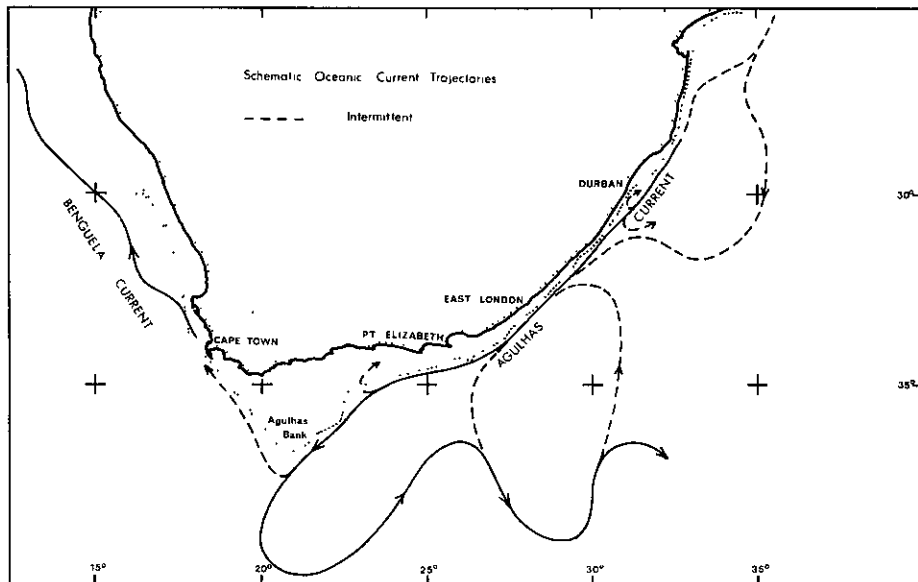 Schematic Oceanic Current Trajectories
Intermittent
DURBAN
30°
BENGUELA CURRENT
CURRENT
EAST LONDON
CAPE TOWN
PT ELIZABETH
AGULHAS
35°
Agulhas
Bank
15° 20° 25° 30° 35°